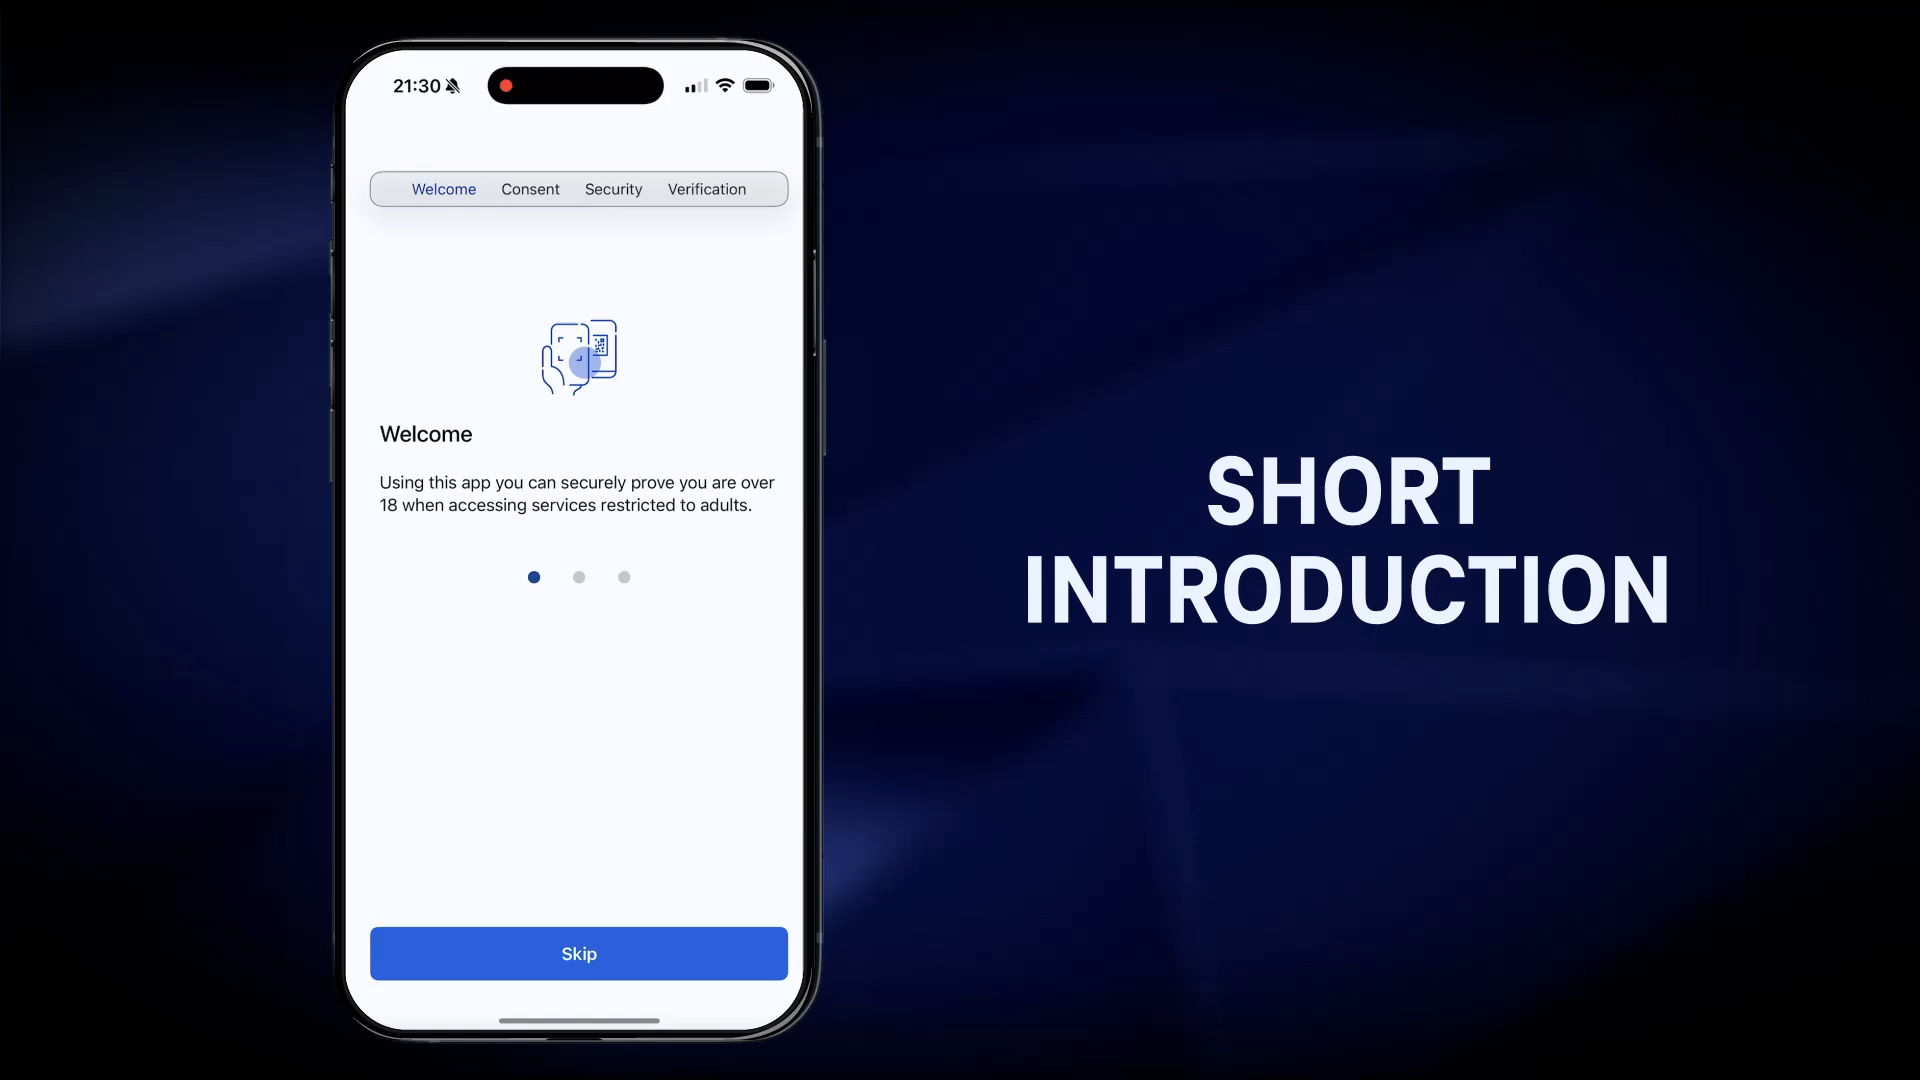 21:30
Welcome Consent Security Verification
Welcome
Using this app you can securely prove you are over
18 when accessing services restricted to adults.
Skip
SHORT
INTRODUCTION